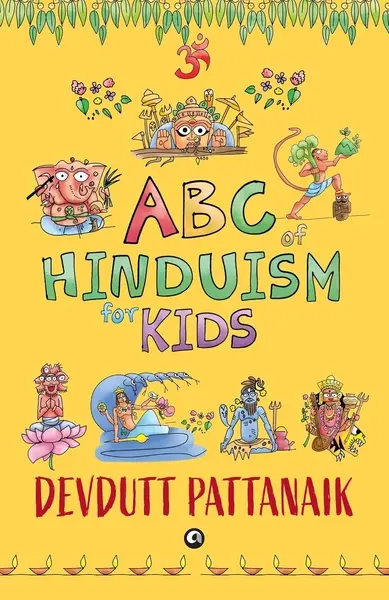 ॐ
ABC
of
HINDUISM
for KIDS
DEVDUTT PATTANAIK
a